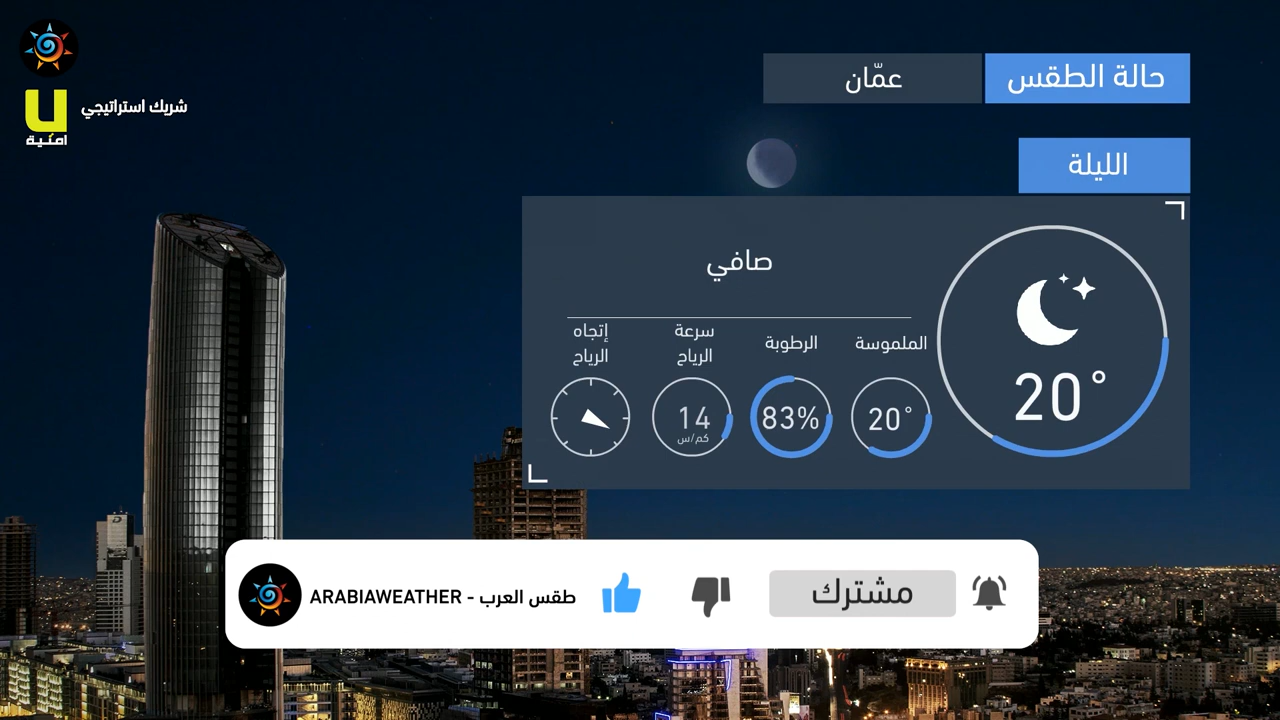 حالة الطقس
عمّان
شريك استراتيجي
امنية
الليلة
صافي
20°
الملموسة
20°
الرطوبة
83%
سرعة
الرياح
14
كم/س
إتجاه
الرياح
طقس العرب - ARABIAWEATHER
مشترك